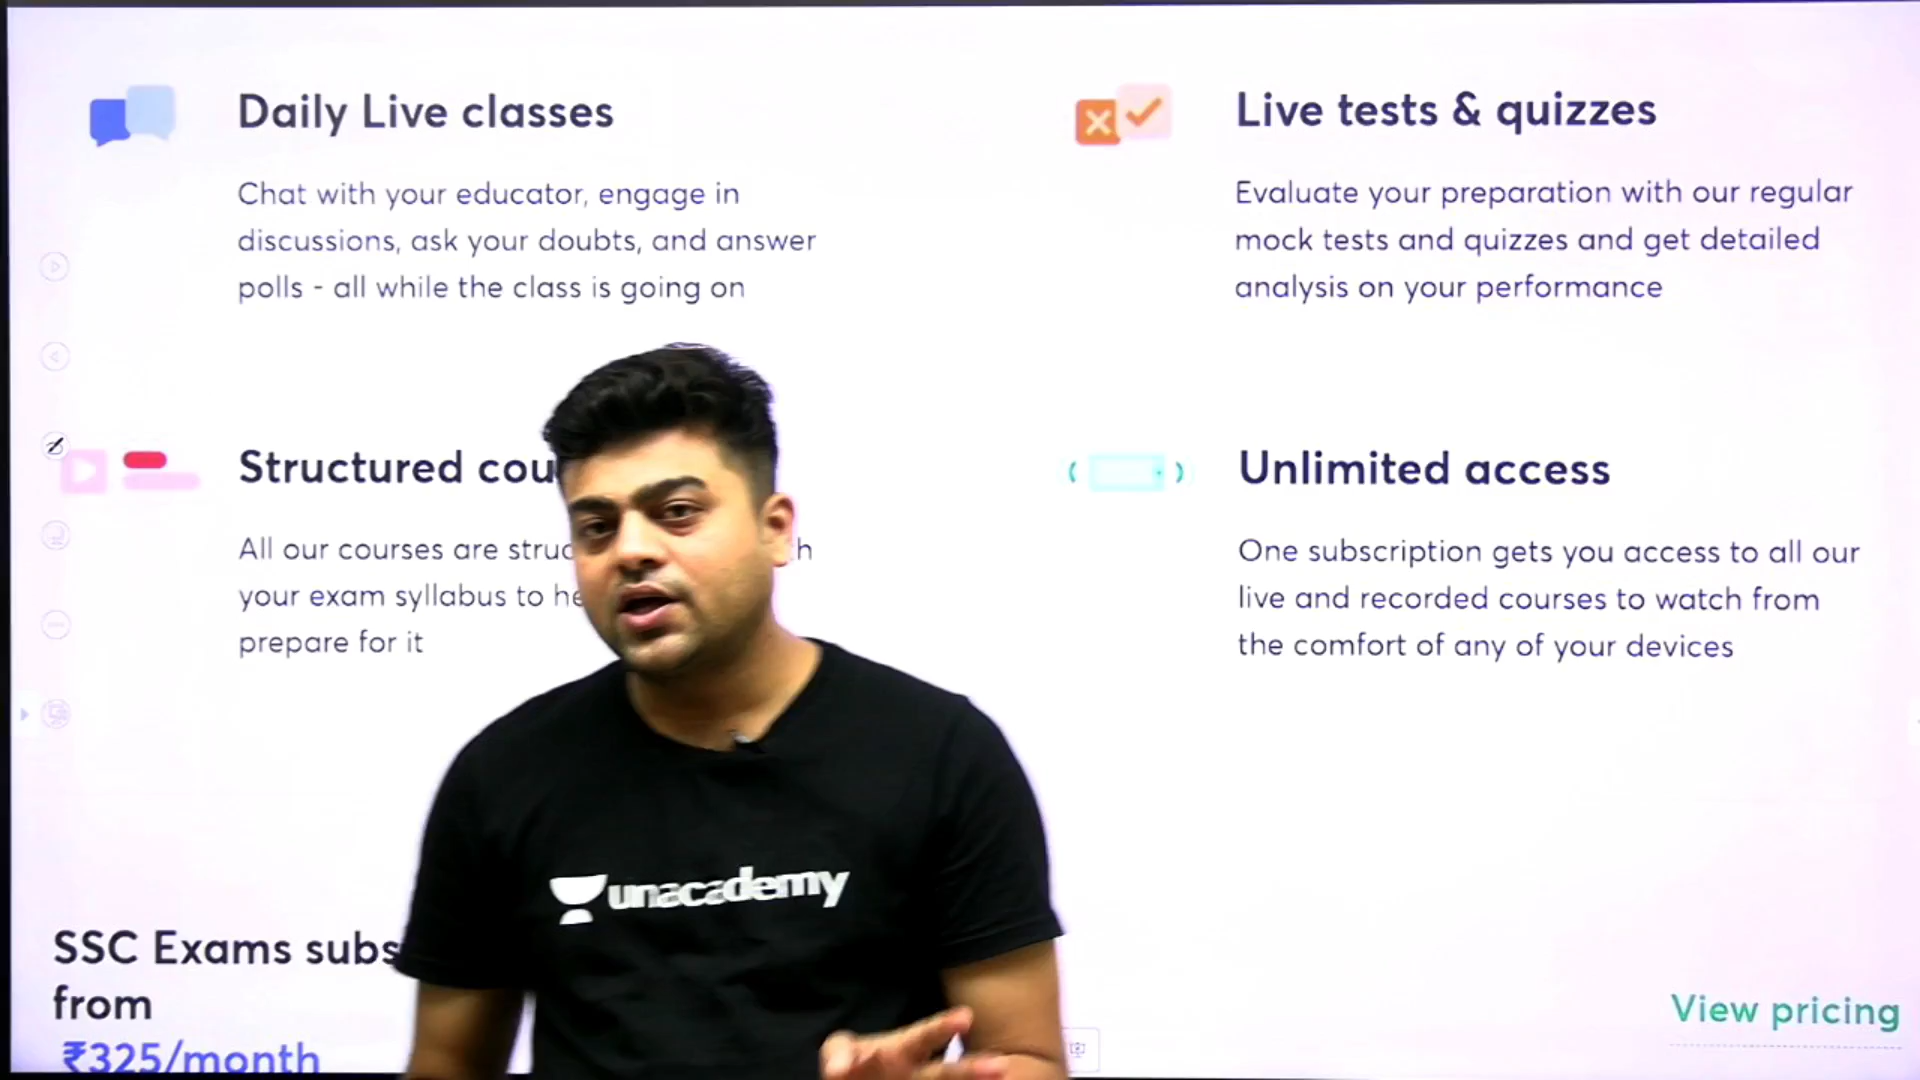 Daily Live classes
Chat with your educator, engage in
discussions, ask your doubts, and answer
polls - all while the class is going on
Live tests & quizzes
Evaluate your preparation with our regular
mock tests and quizzes and get detailed
analysis on your performance
Structured
All our courses are
your exam syllabus to
prepare for it
Unlimited access
One subscription gets you access to all our
live and recorded courses to watch from
the comfort of any of your devices
unacademy
SSC Exams
from
₹325/month
View pricing